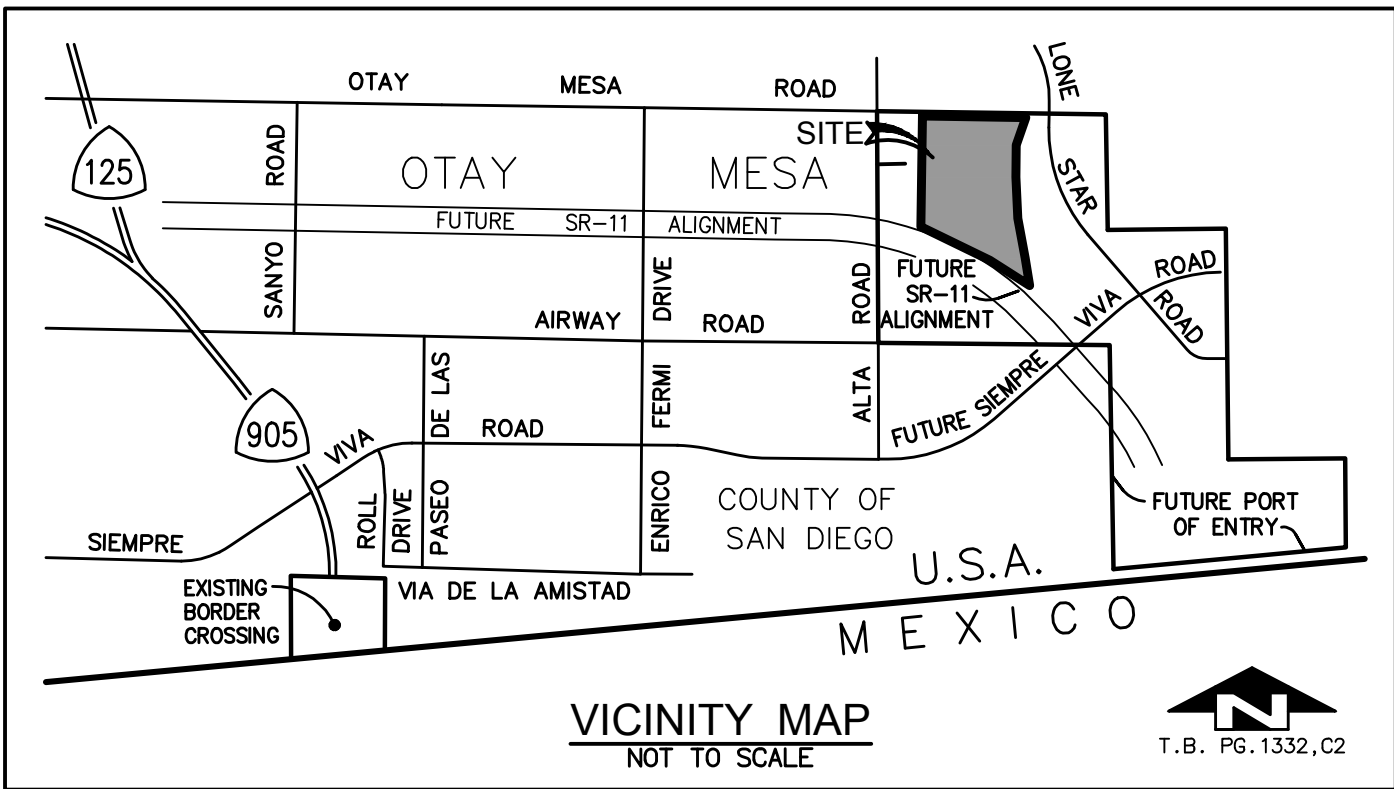 OTAY MESA ROAD
LONE
STAR
ROAD
SITE
125
SANYO ROAD
OTAY MESA
FUTURE SR-11 ALIGNMENT
FUTURE
SR-11
ALIGNMENT
ENRICO FERMI DRIVE
ALTA ROAD
AIRWAY ROAD
FUTURE SIEMPRE VIVA ROAD
905
SIEMPRE VIVA ROAD
ROLL DRIVE
PASEO DE LAS
COUNTY OF
SAN DIEGO
FUTURE PORT
OF ENTRY
EXISTING
BORDER
CROSSING
VIA DE LA AMISTAD
U.S.A.
MEXICO
VICINITY MAP
NOT TO SCALE
N
T.B. PG.1332,C2